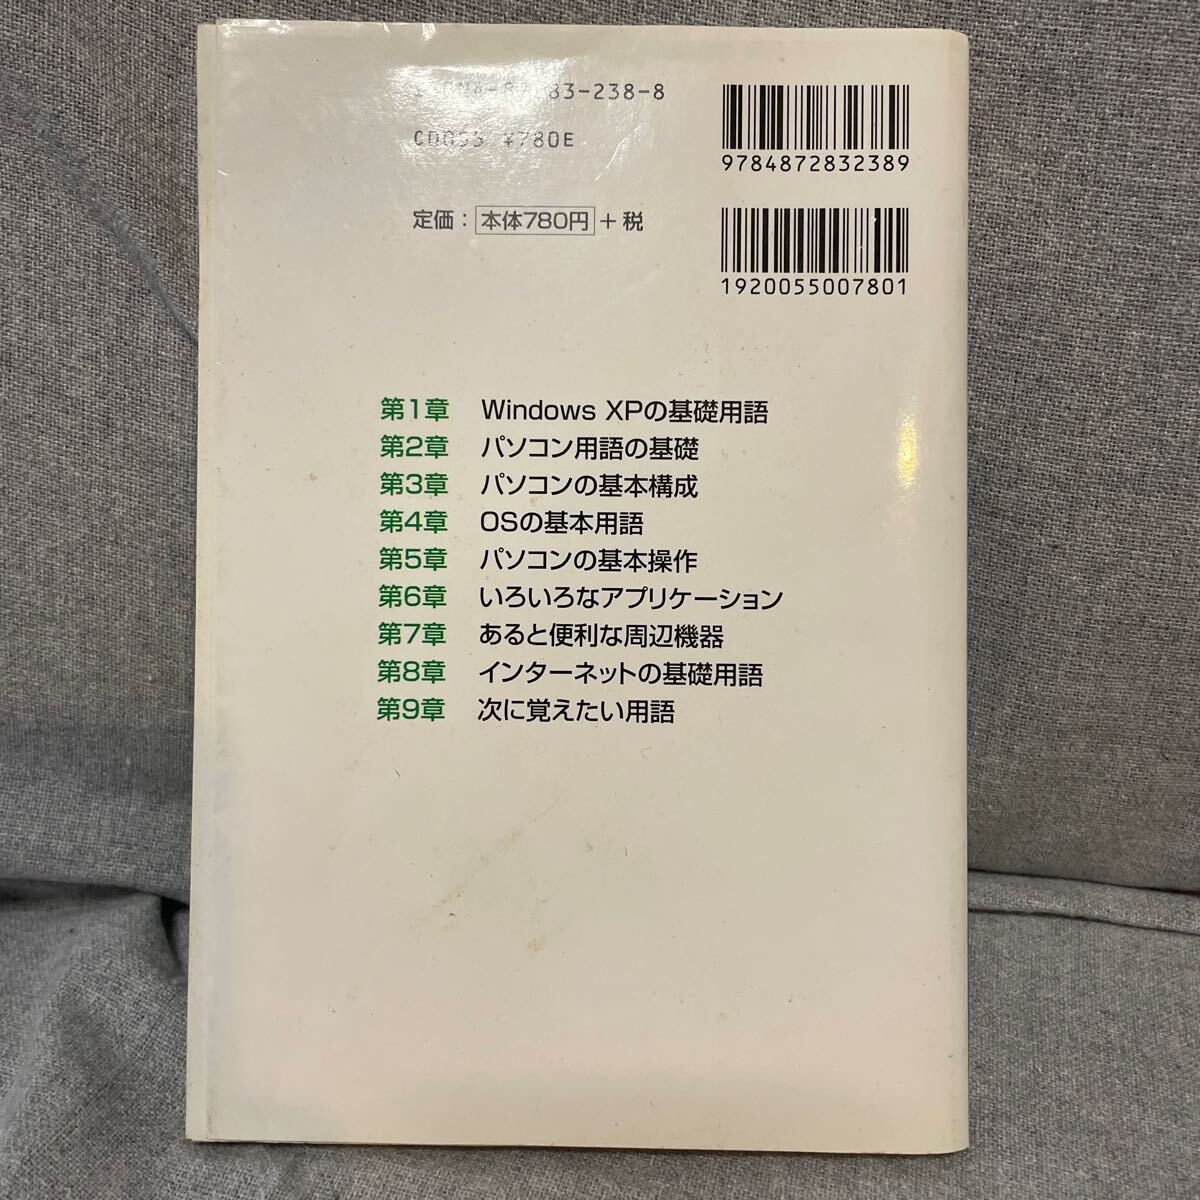 83-238-8
¥780E
9784872832389
定価：本体780円＋税
1920055007801
第1章 Windows XPの基礎用語
第2章 パソコン用語の基礎
第3章 パソコンの基本構成
第4章 OSの基本用語
第5章 パソコンの基本操作
第6章 いろいろなアプリケーション
第7章 あると便利な周辺機器
第8章 インターネットの基礎用語
第9章 次に覚えたい用語